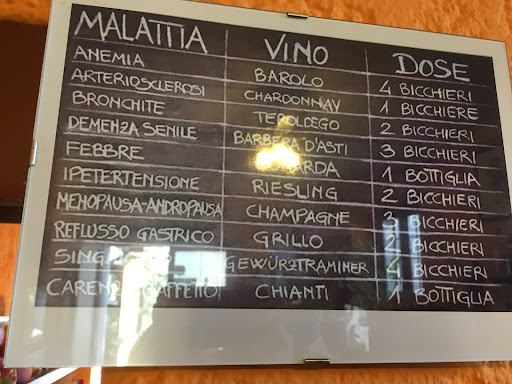 MALATTIA VINO DOSE
ANEMIA BAROLO 4 BICCHIERI
ARTERIOSCLEROSI CHARDONNAY 1 BICCHIERE
BRONCHITE TEROLDEGO 2 BICCHIERI
DEMENZA SENILE BARBERA D'ASTI 3 BICCHIERI
FEBBRE 1 BOTTIGLIA
IPETERTENSIONE RIESLING 2 BICCHIERI
MENOPAUSA-ANDROPAUSA CHAMPAGNE 3 BICCHIERI
REFLUSSO GASTRICO GRILLO 2 BICCHIERI
GEWÜRZTRAMINER 4 BICCHIERI
CHIANTI 1 BOTTIGLIA